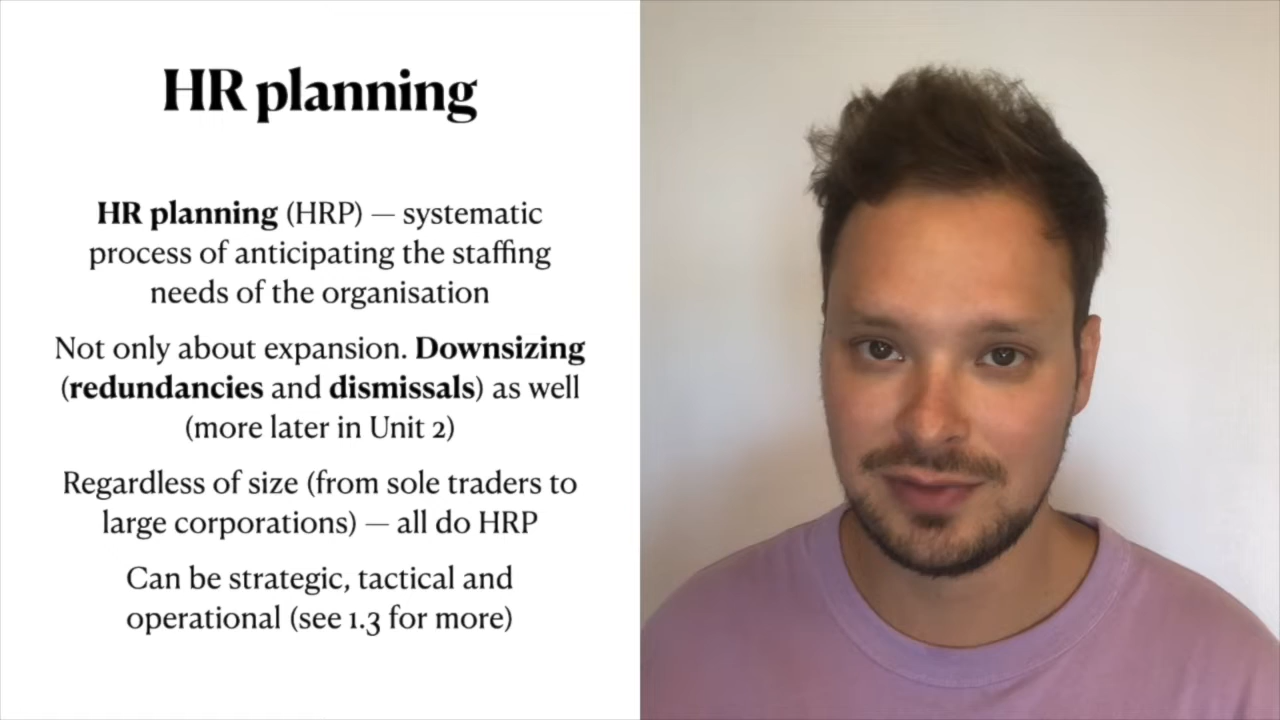 HR planning
HR planning (HRP) — systematic
process of anticipating the staffing
needs of the organisation
Not only about expansion. Downsizing
(redundancies and dismissals) as well
(more later in Unit 2)
Regardless of size (from sole traders to
large corporations) — all do HRP
Can be strategic, tactical and
operational (see 1.3 for more)